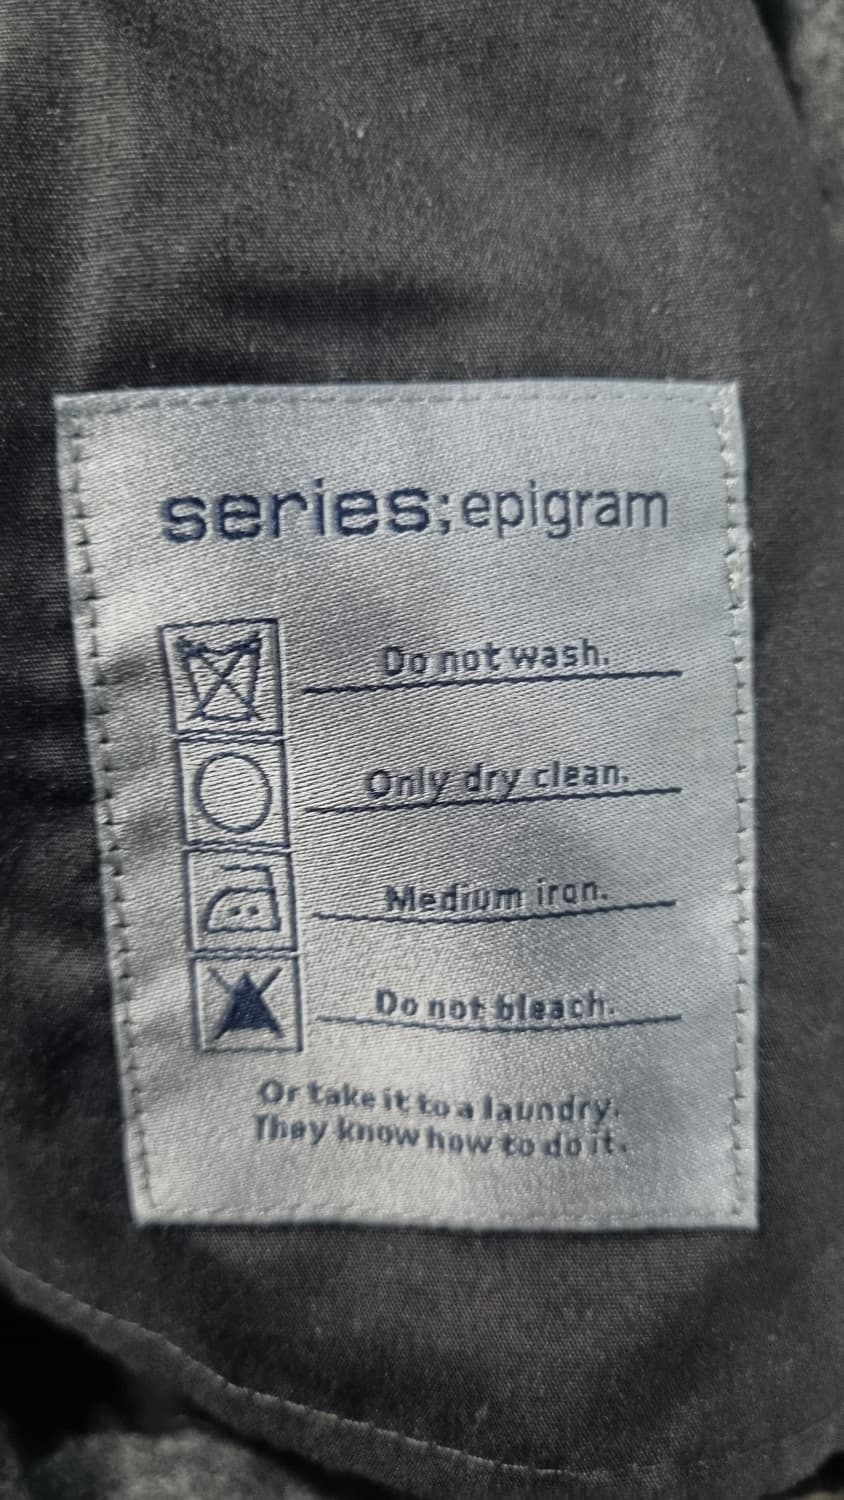 series;epigram
Do not wash.
Only dry clean.
Medium iron.
Do not bleach.
Or take it to a laundry.
They know how to do it.